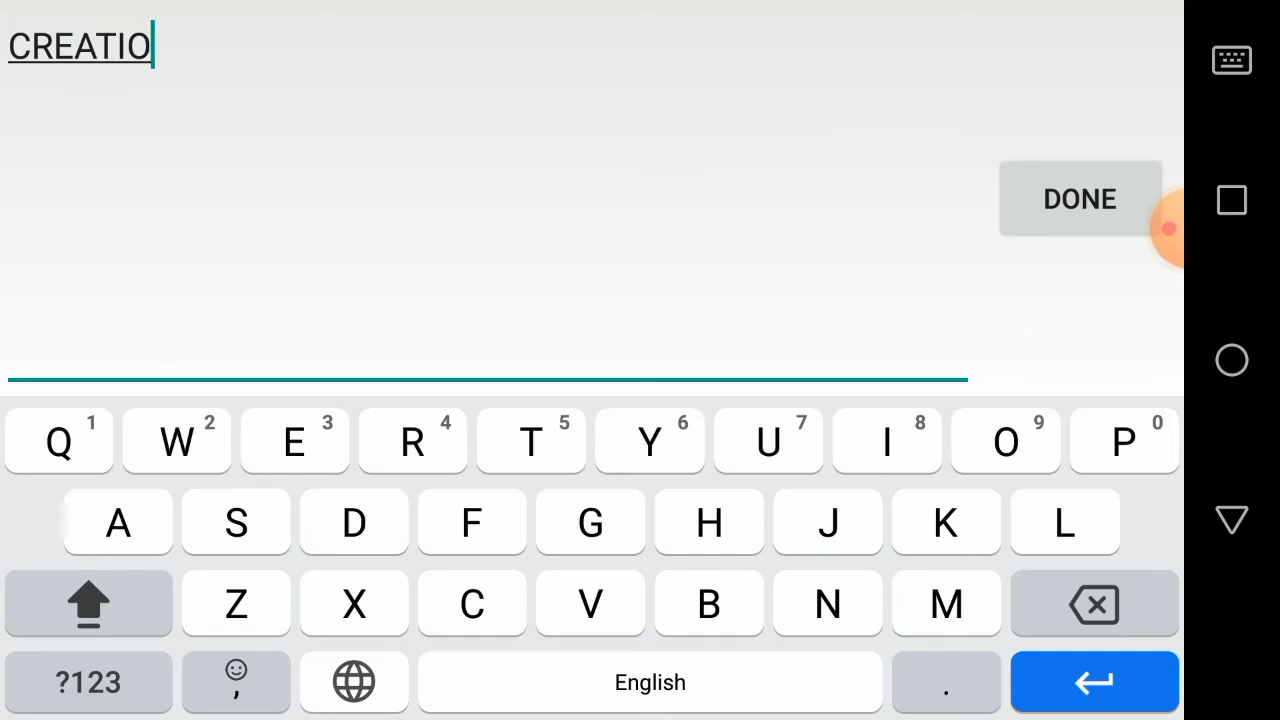 CREATIO
DONE
Q 1 W 2 E 3 R 4 T 5 Y 6 U 7 I 8 O 9 P 0
A S D F G H J K L
Z X C V B N M
?123 , English .